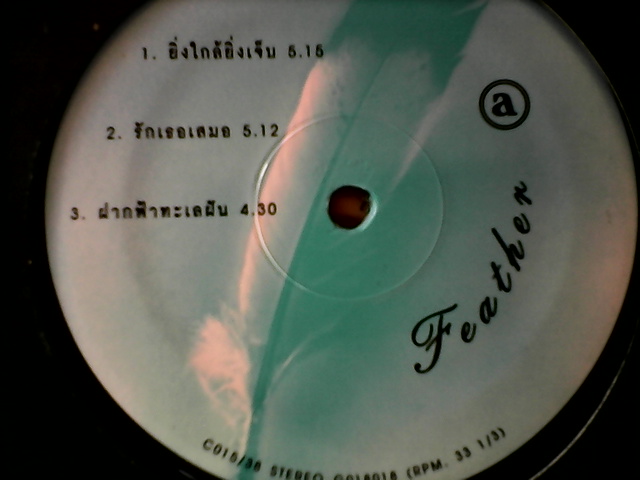 1. ยิ่งใกล้ยิ่งเจ็บ 5.15
2. รักเธอเสมอ 5.12
3. ฝากฟ้าทะเลฝัน 4.30
a
Feather
STEREO (RPM. 33 1/3)